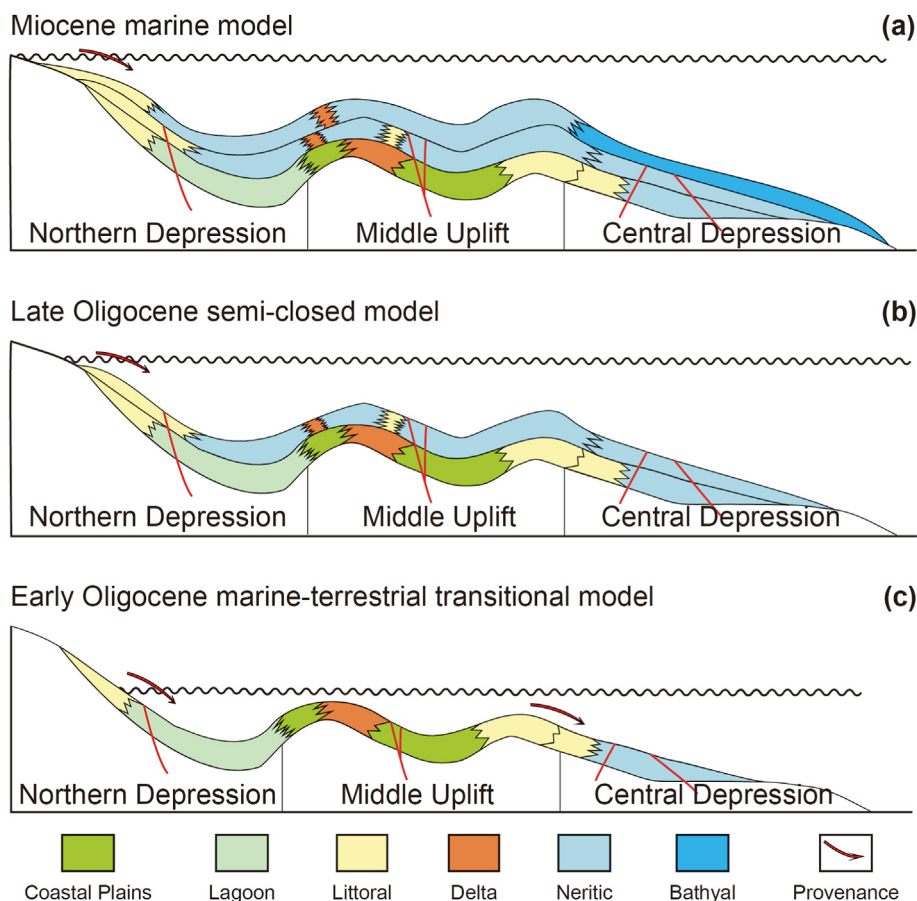 Miocene marine model (a)
Northern Depression Middle Uplift Central Depression
Late Oligocene semi-closed model (b)
Northern Depression Middle Uplift Central Depression
Early Oligocene marine-terrestrial transitional model (c)
Northern Depression Middle Uplift Central Depression
Coastal Plains Lagoon Littoral Delta Neritic Bathyal Provenance